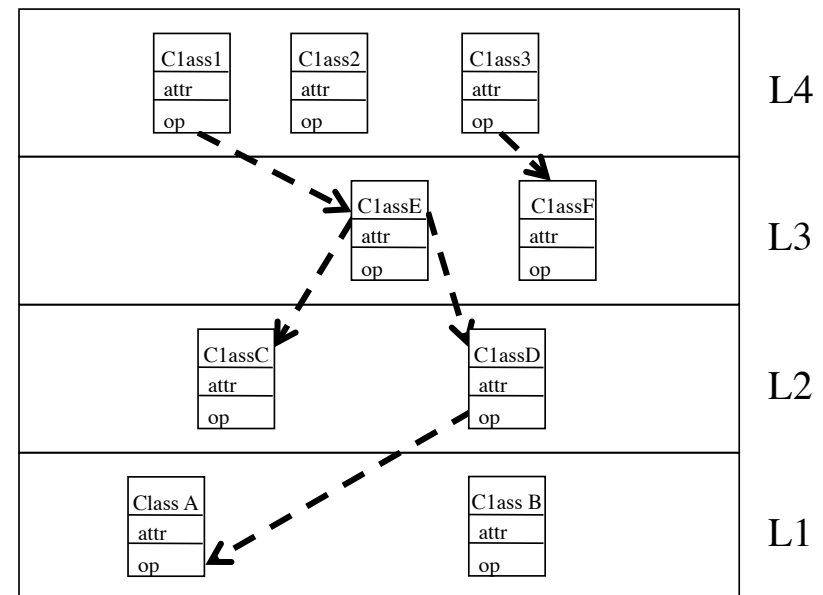 C1ass1
attr
op
C1ass2
attr
op
C1ass3
attr
op
L4
C1assE
attr
op
C1assF
attr
op
L3
C1assC
attr
op
C1assD
attr
op
L2
Class A
attr
op
C1ass B
attr
op
L1